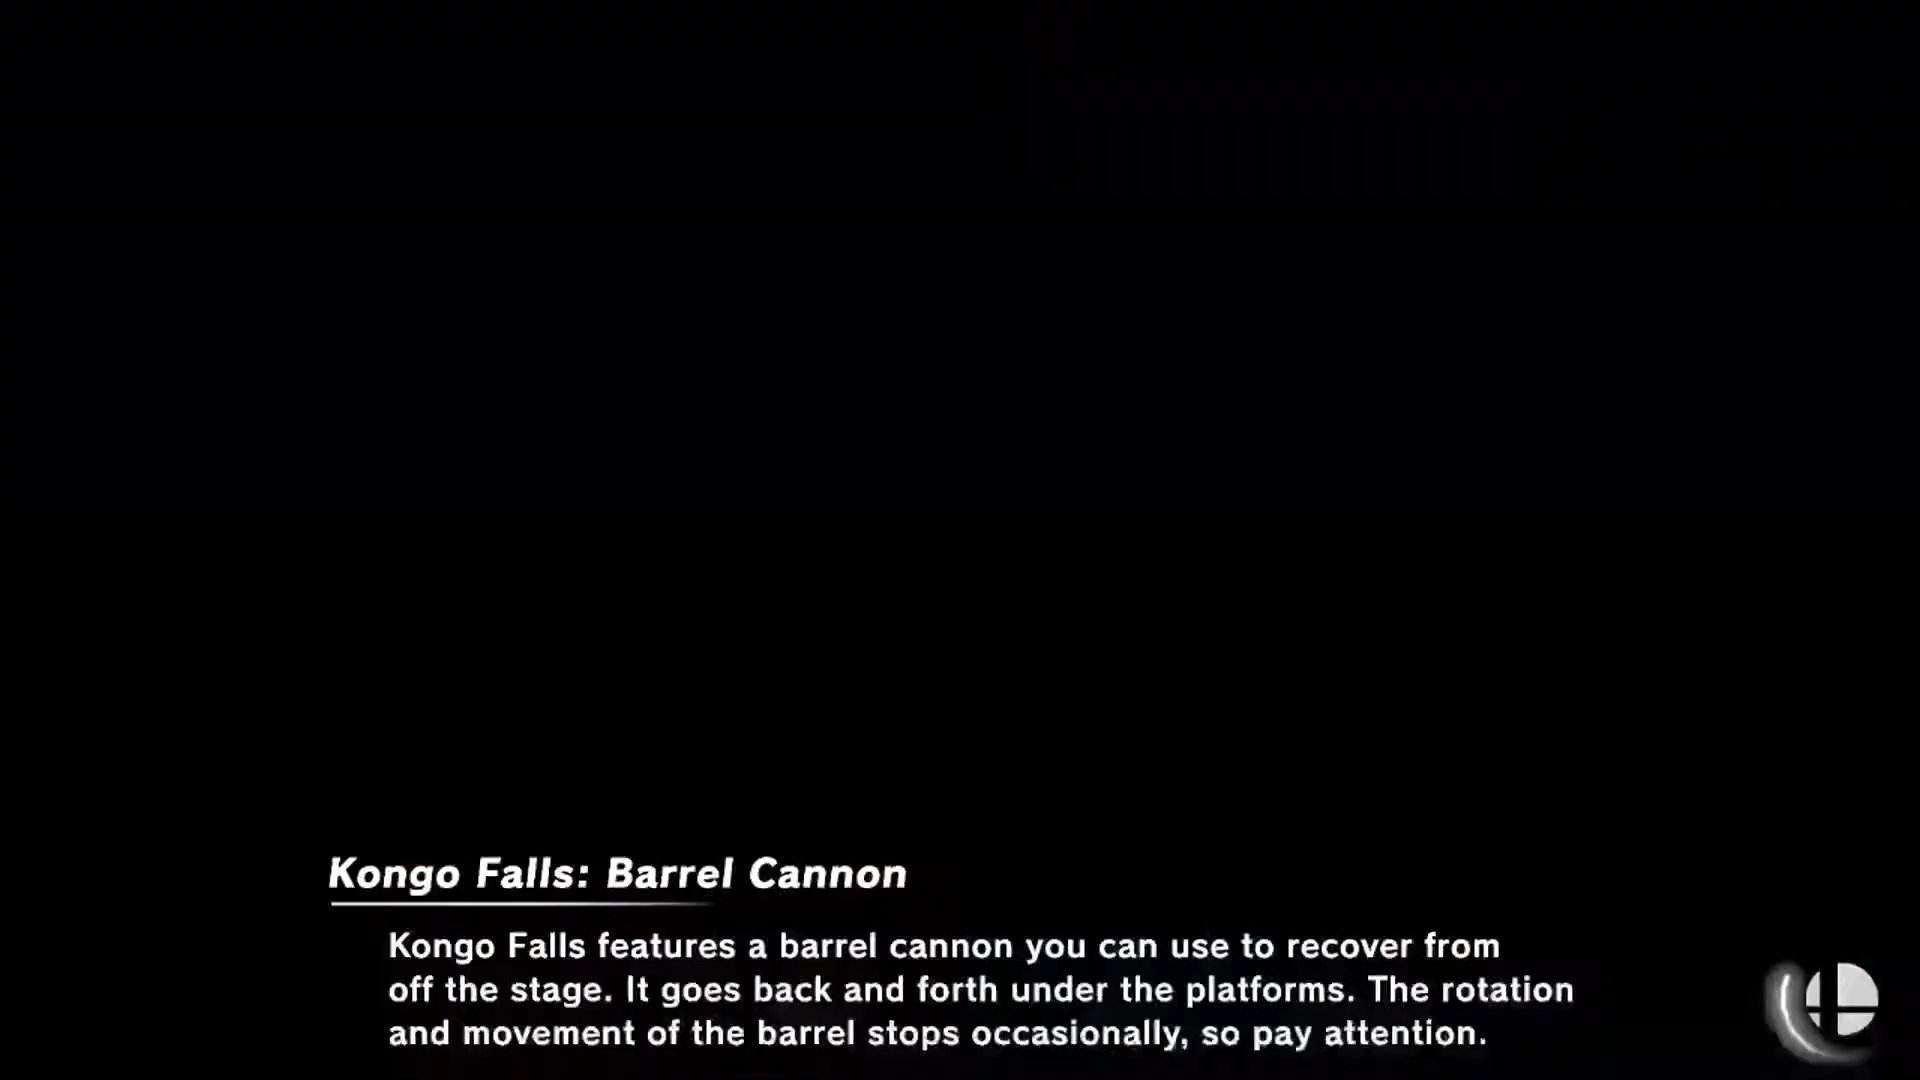 Kongo Falls: Barrel Cannon
Kongo Falls features a barrel cannon you can use to recover from
off the stage. It goes back and forth under the platforms. The rotation
and movement of the barrel stops occasionally, so pay attention.